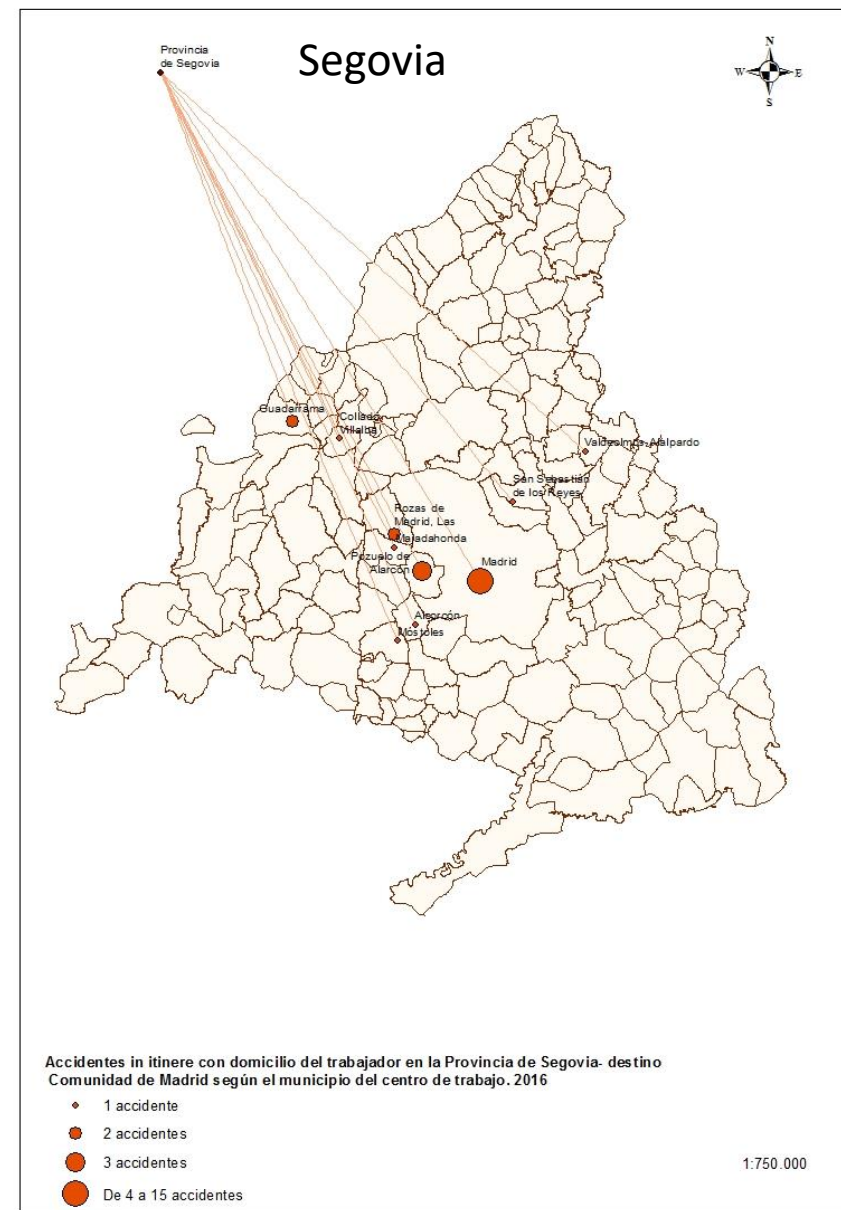 Segovia
Provincia
de Segovia
N
W
E
S
Guadarrama
Collado
Villalba
Valdeolmos-Alalpardo
San Sebastián
de los Reyes
Rozas de
Madrid, Las
Majadahonda
Pozuelo de
Alarcón
Madrid
Alcorcón
Móstoles
Accidentes in itinere con domicilio del trabajador en la Provincia de Segovia- destino
Comunidad de Madrid según el municipio del centro de trabajo. 2016
1 accidente
2 accidentes
3 accidentes
De 4 a 15 accidentes
1:750.000